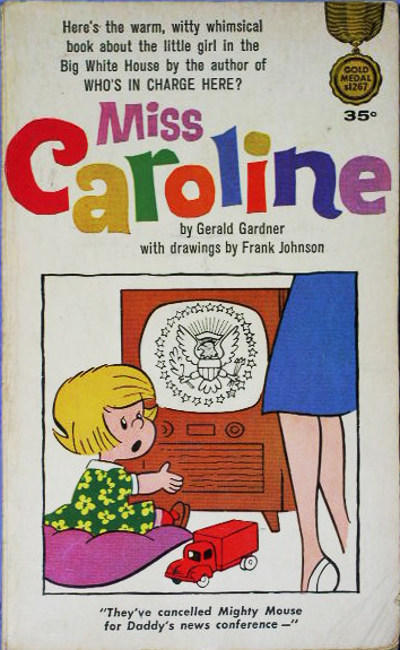 Here's the warm, witty whimsical
book about the little girl in the
Big White House by the author of
WHO'S IN CHARGE HERE?
GOLD
MEDAL
s1267
35¢
Miss
Caroline
by Gerald Gardner
with drawings by Frank Johnson
"They've cancelled Mighty Mouse
for Daddy's news conference—"